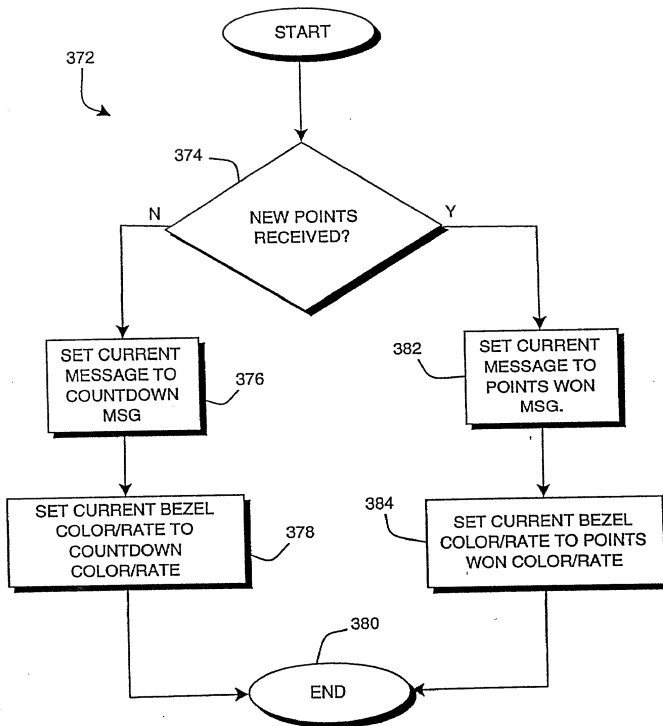 START
372
374
NEW POINTS
RECEIVED?
N
Y
SET CURRENT
MESSAGE TO
COUNTDOWN
MSG
376
382
SET CURRENT
MESSAGE TO
POINTS WON
MSG.
SET CURRENT BEZEL
COLOR/RATE TO
COUNTDOWN
COLOR/RATE
378
384
SET CURRENT BEZEL
COLOR/RATE TO POINTS
WON COLOR/RATE
380
END